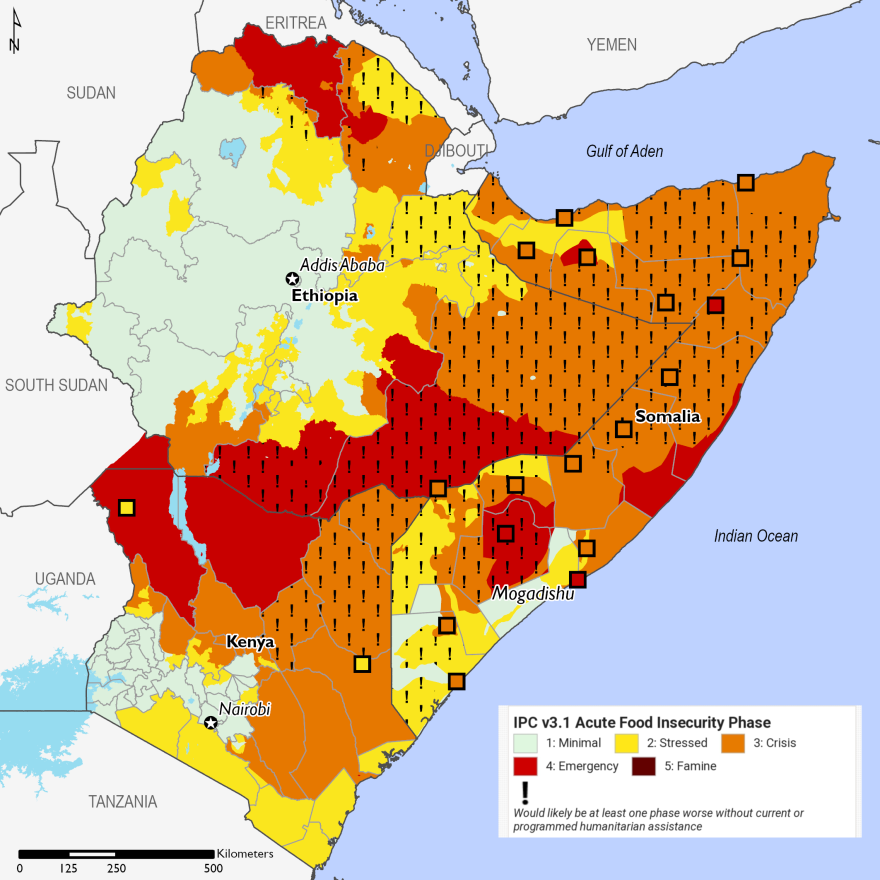 ERITREA
YEMEN
N
SUDAN
DJIBOUTI
Gulf of Aden
Addis Ababa
Ethiopia
SOUTH SUDAN
Somalia
Indian Ocean
UGANDA
Mogadishu
Kenya
Nairobi
TANZANIA
IPC v3.1 Acute Food Insecurity Phase
1: Minimal 2: Stressed 3: Crisis
4: Emergency 5: Famine
!
Would likely be at least one phase worse without current or
programmed humanitarian assistance
Kilometers
0 125 250 500